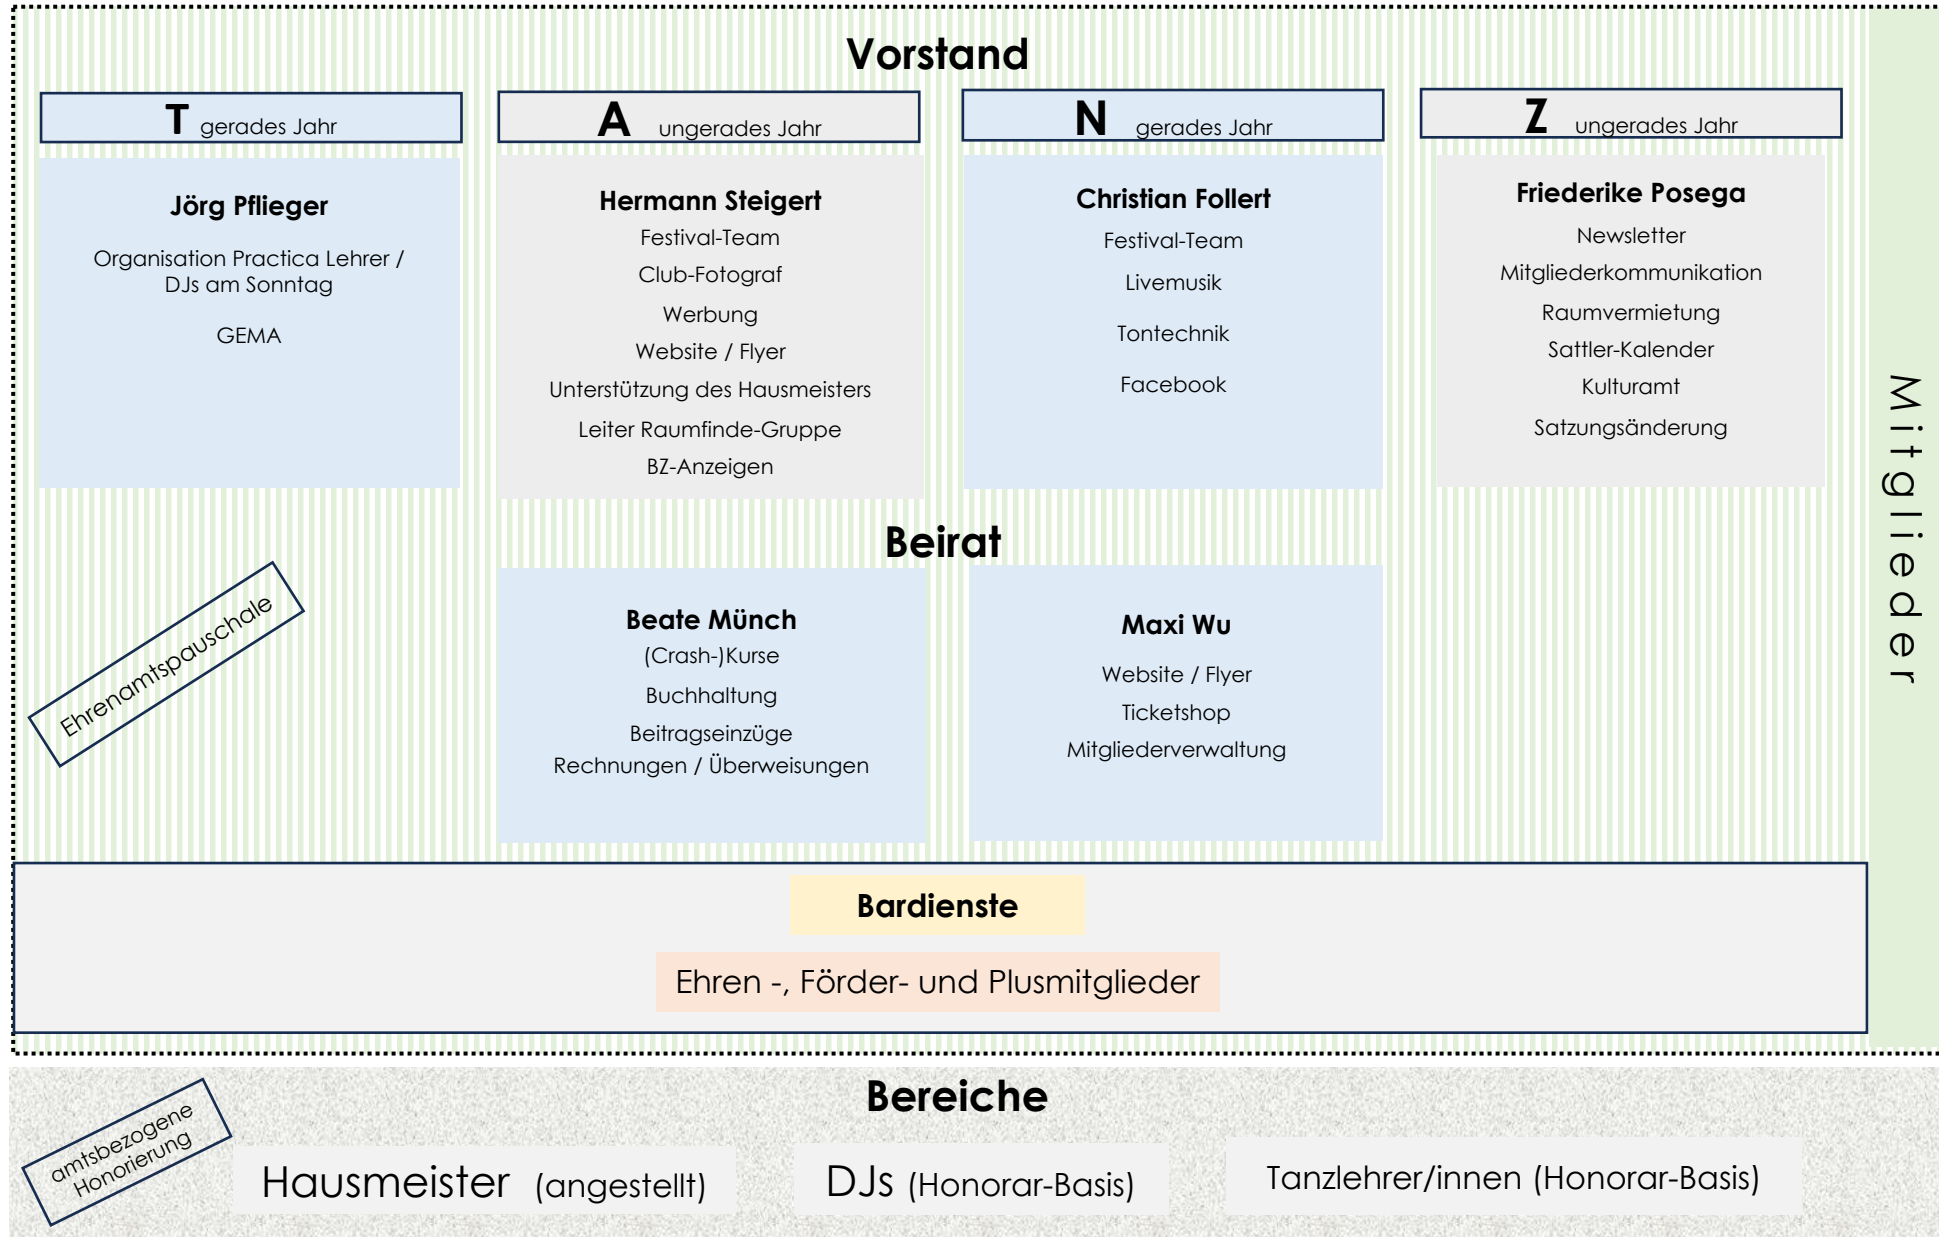 Vorstand
T gerades Jahr
Jörg Pflieger
Organisation Practica Lehrer /
DJs am Sonntag
GEMA
A ungerades Jahr
Hermann Steigert
Festival-Team
Club-Fotograf
Werbung
Website / Flyer
Unterstützung des Hausmeisters
Leiter Raumfinde-Gruppe
BZ-Anzeigen
N gerades Jahr
Christian Follert
Festival-Team
Livemusik
Tontechnik
Facebook
Z ungerades Jahr
Friederike Posega
Newsletter
Mitgliederkommunikation
Raumvermietung
Sattler-Kalender
Kulturamt
Satzungsänderung
Mitglieder
Beirat
Ehrenamtspauschale
Beate Münch
(Crash-)Kurse
Buchhaltung
Beitragseinzüge
Rechnungen / Überweisungen
Maxi Wu
Website / Flyer
Ticketshop
Mitgliederverwaltung
Bardienste
Ehren -, Förder- und Plusmitglieder
Bereiche
amtsbezogene
Honorierung
Hausmeister (angestellt)
DJs (Honorar-Basis)
Tanzlehrer/innen (Honorar-Basis)